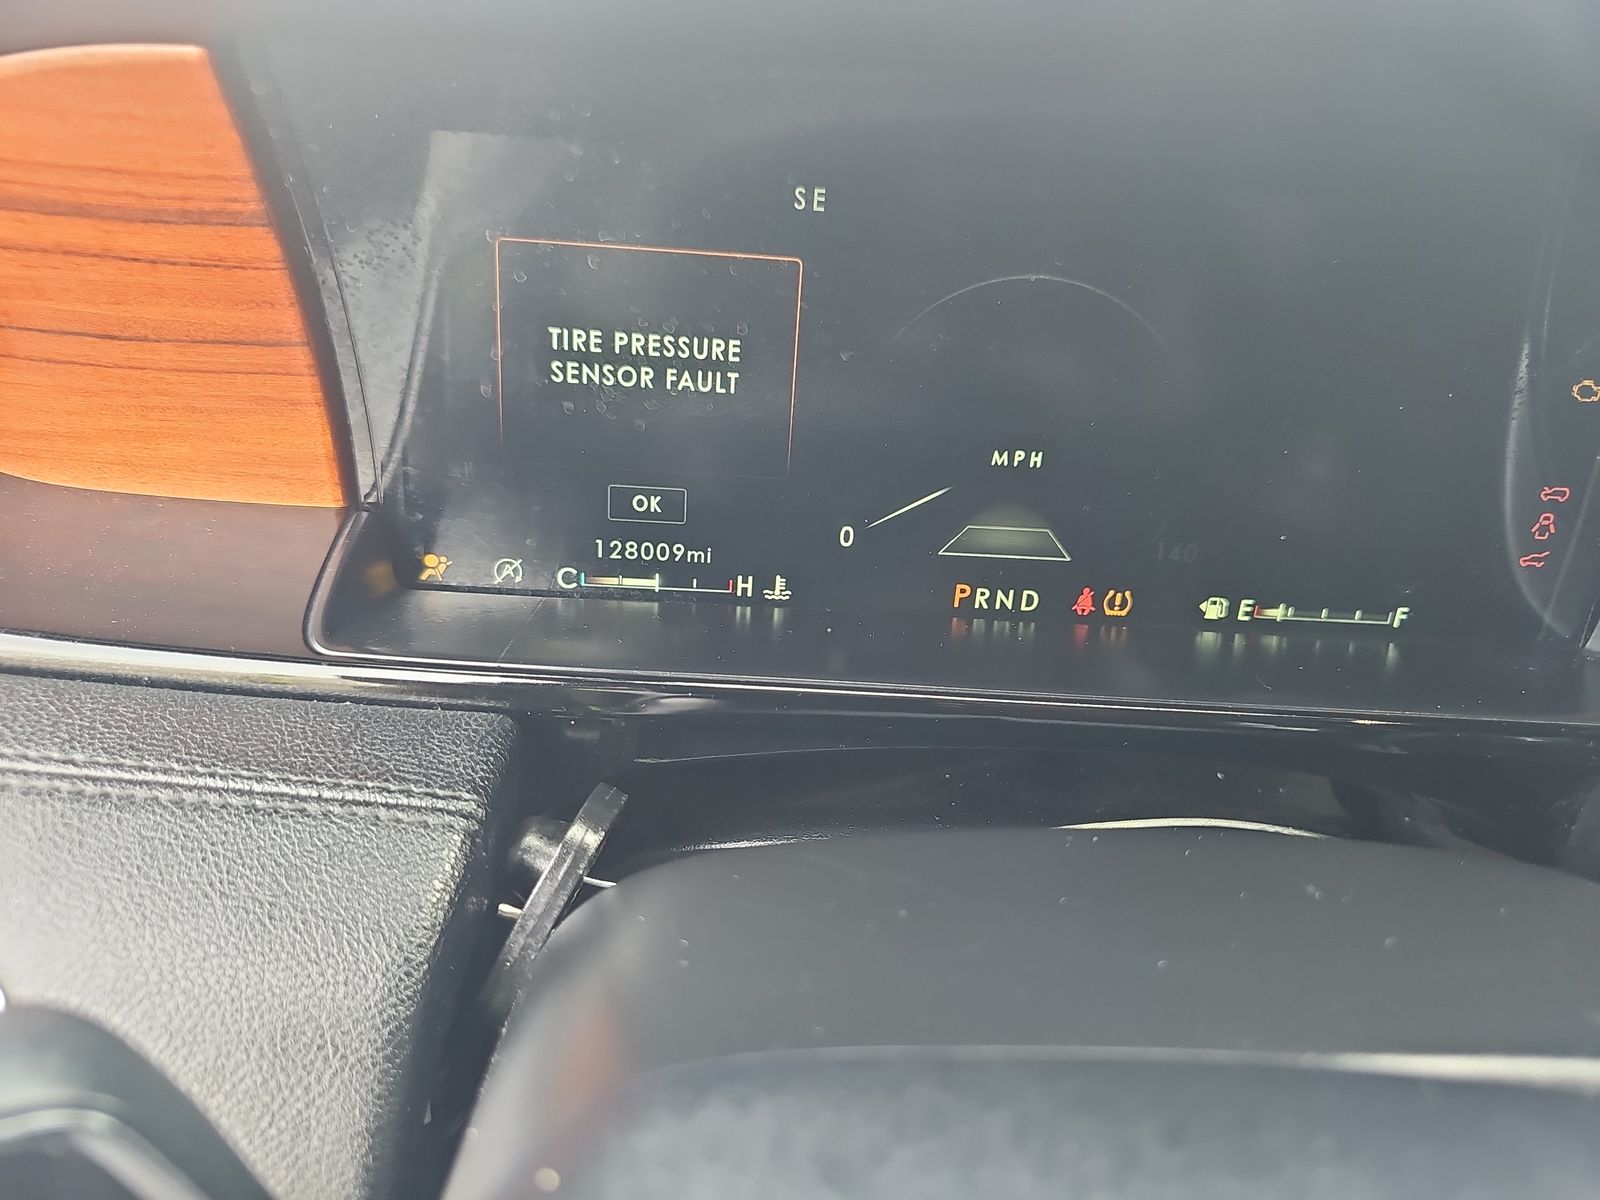 SE
TIRE PRESSURE
SENSOR FAULT
OK
128009mi
C H
MPH
0
140
PRND
E F